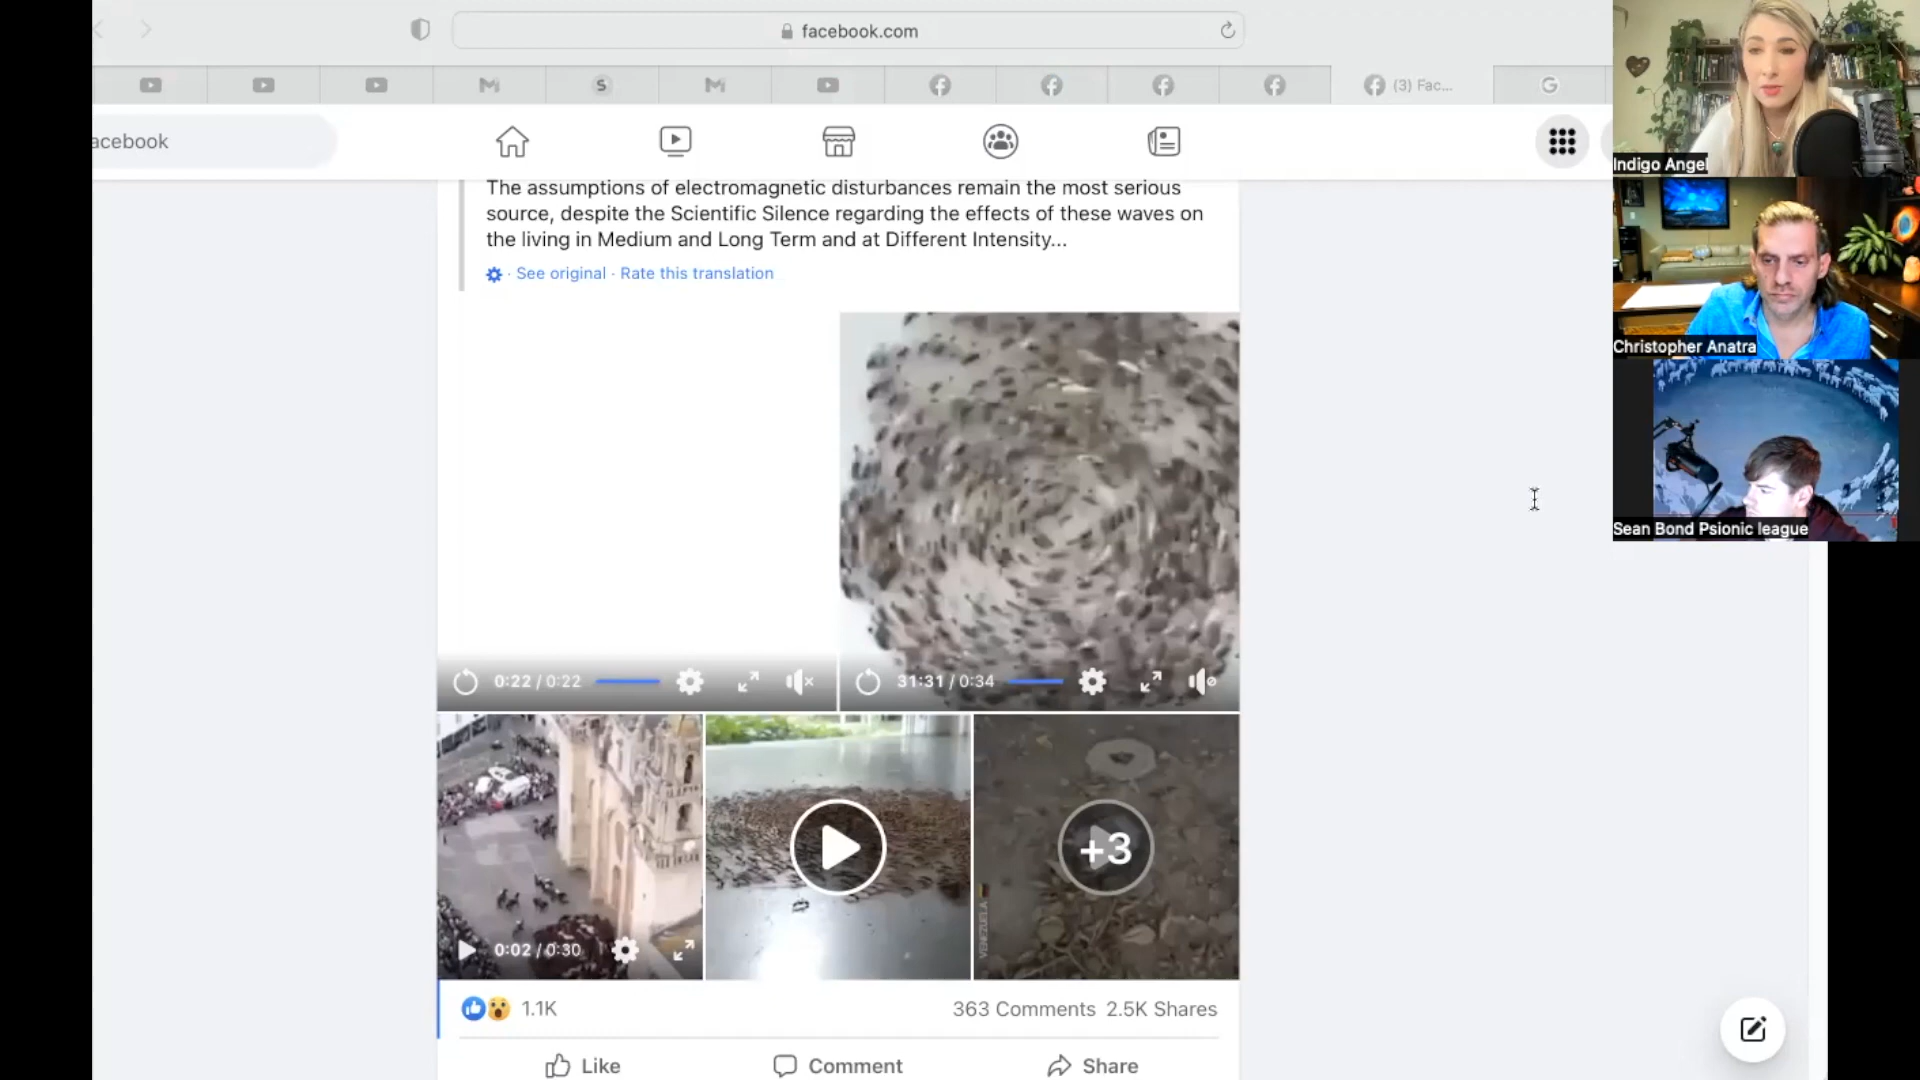 facebook.com
S
(3) Fac...
G
acebook
Indigo Angel
The assumptions of electromagnetic disturbances remain the most serious
source, despite the Scientific Silence regarding the effects of these waves on
the living in Medium and Long Term and at Different Intensity...
· See original · Rate this translation
Christopher Anatra
Sean Bond Psionic league
0:22 / 0:22
31:31 / 0:34
0:02 / 0:30
+3
VENEZUELA
1.1K
363 Comments 2.5K Shares
Like
Comment
Share